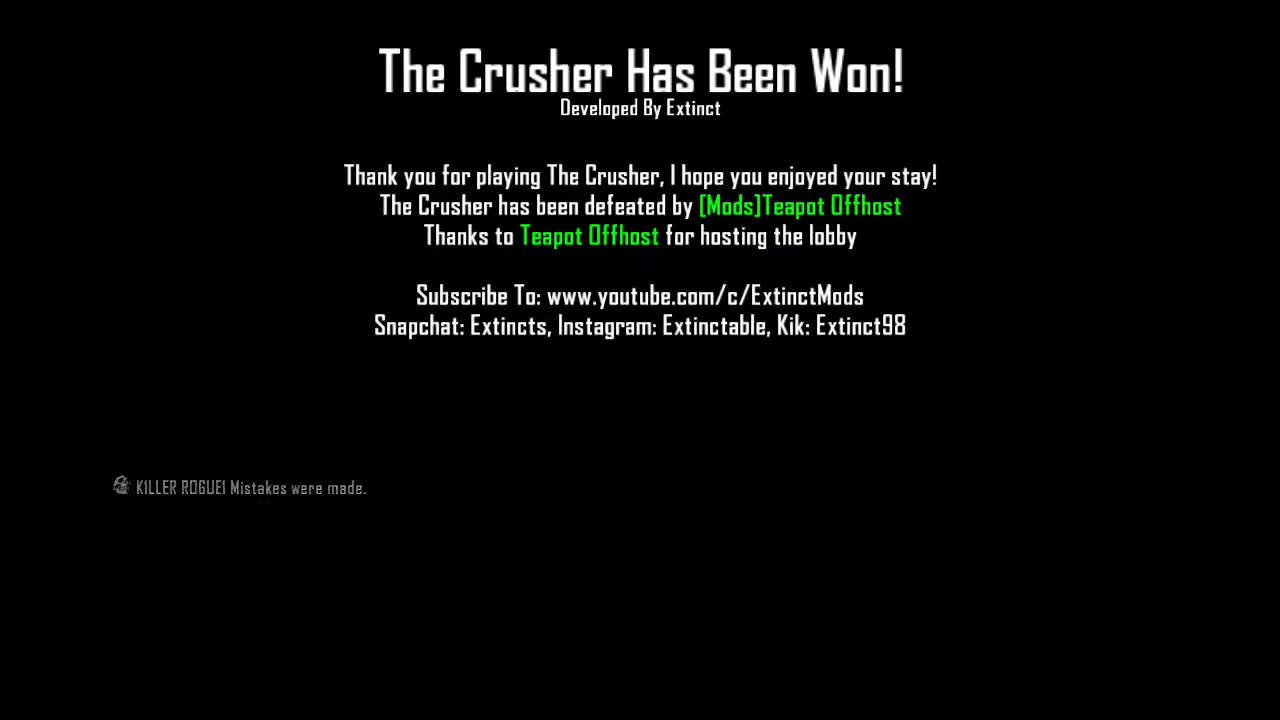 The Crusher Has Been Won!
Developed By Extinct
Thank you for playing The Crusher, I hope you enjoyed your stay!
The Crusher has been defeated by [Mods]Teapot Offhost
Thanks to Teapot Offhost for hosting the lobby
Subscribe To: www.youtube.com/c/ExtinctMods
Snapchat: Extincts, Instagram: Extinctable, Kik: Extinct98
K1LLER ROGUE1 Mistakes were made.